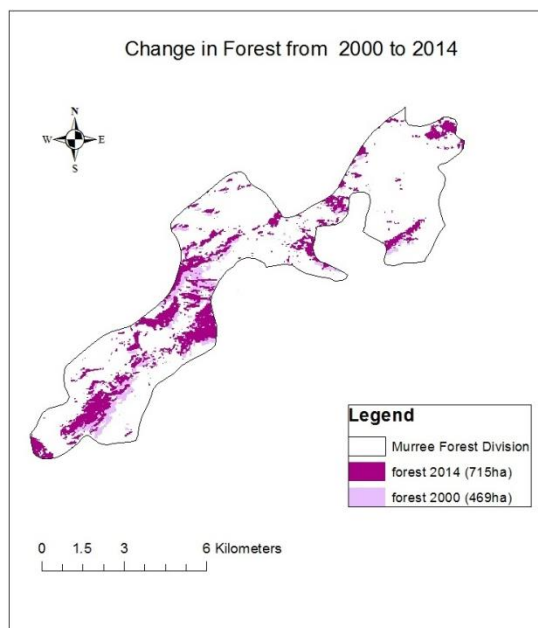 Change in Forest from 2000 to 2014
N
W E
S
Legend
Murree Forest Division
forest 2014 (715ha)
forest 2000 (469ha)
0 1.5 3 6 Kilometers